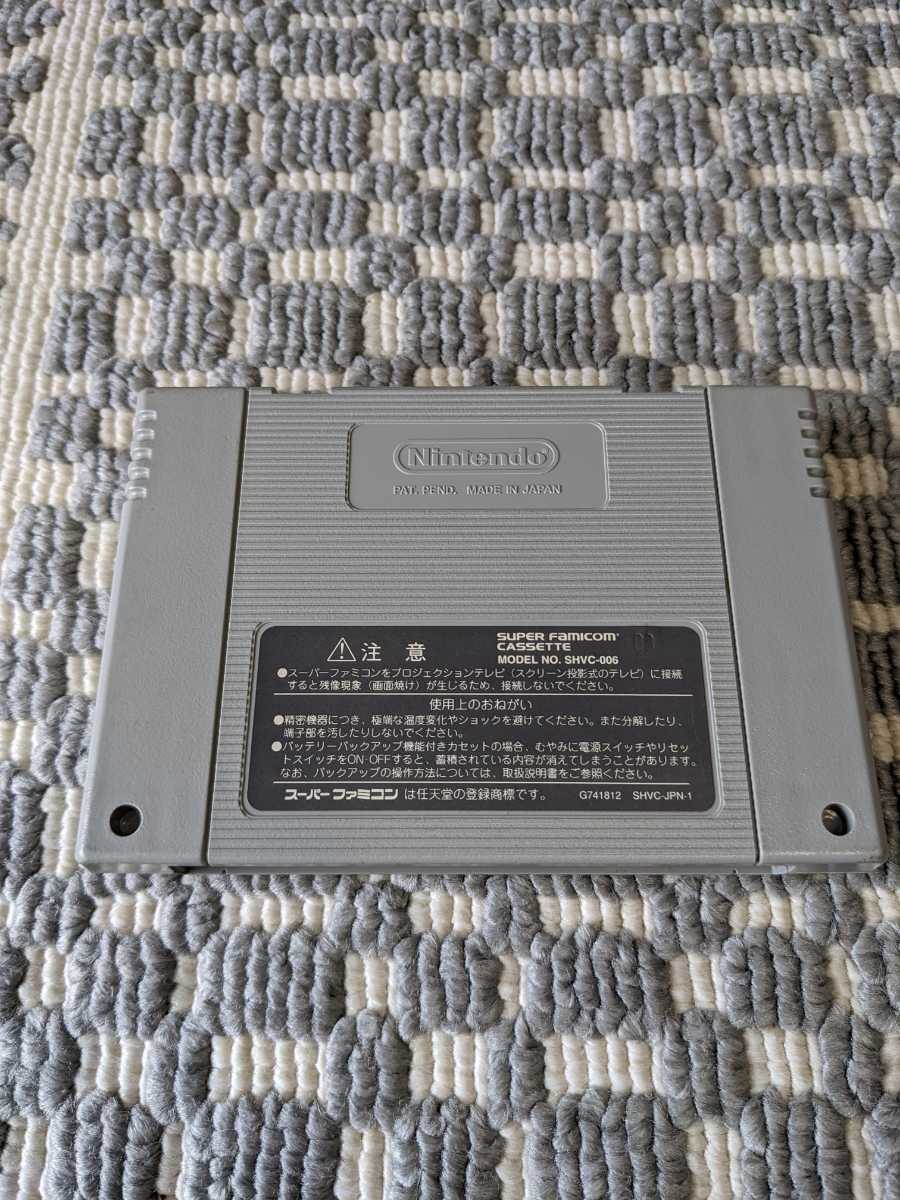 Nintendo®
PAT. PEND. MADE IN JAPAN
注意
SUPER FAMICOM®
CASSETTE
MODEL NO. SHVC-006
●スーパーファミコンをプロジェクションテレビ(スクリーン投影式のテレビ)に接続
すると残像現象(画面焼け)が生じるため、接続しないでください。
使用上のおねがい
●精密機器につき、極端な温度変化やショックを避けてください。また分解したり、
端子部を汚したりしないでください。
●バッテリーバックアップ機能付きカセットの場合、むやみに電源スイッチやリセッ
トスイッチをON・OFFすると、蓄積されている内容が消えてしまうことがあります。
なお、バックアップの操作方法については、取扱説明書をご参照ください。
スーパーファミコンは任天堂の登録商標です。 G741812 SHVC-JPN-1